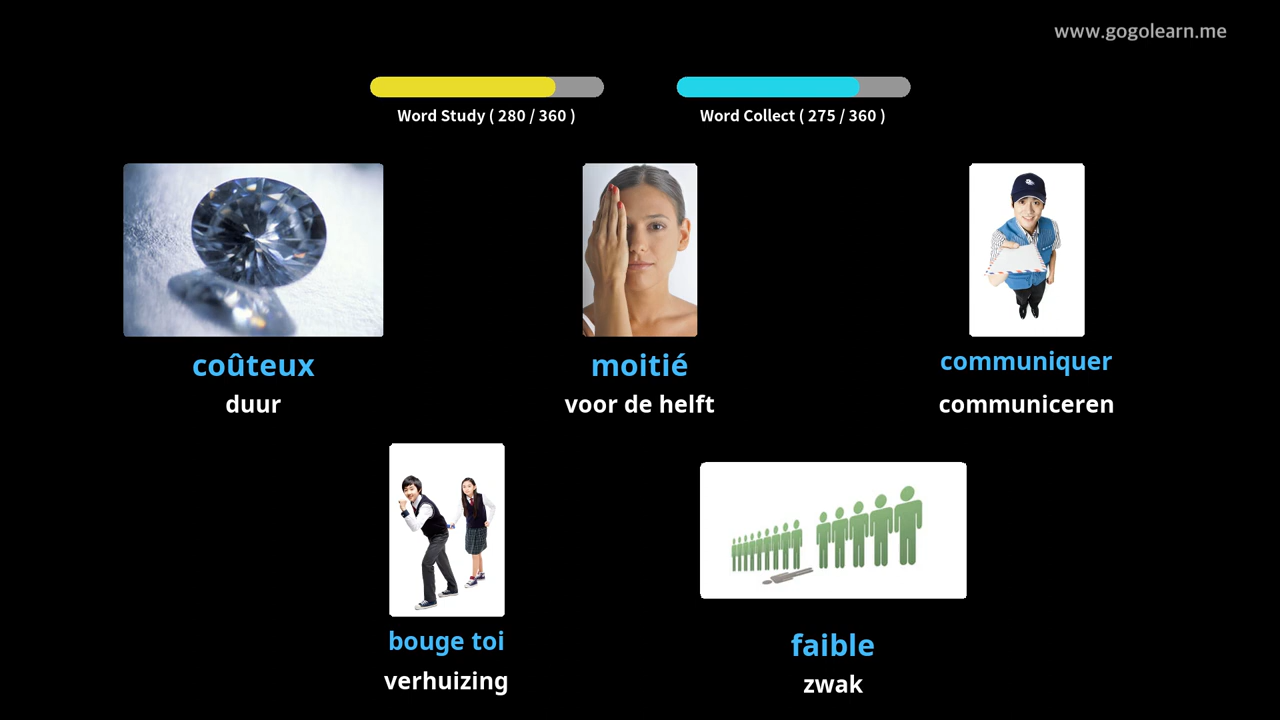 www.gogolearn.me
Word Study ( 280 / 360 )
Word Collect ( 275 / 360 )
coûteux
duur
moitié
voor de helft
communiquer
communiceren
bouge toi
verhuizing
faible
zwak